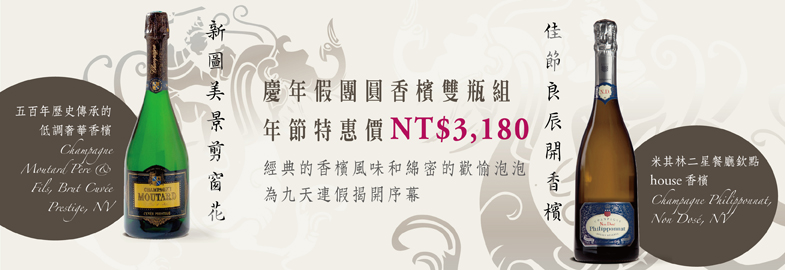 五百年歷史傳承的
低調奢華香檳
Champagne
Moutard Pere &
Fils, Brut Cuvée
Prestige, NV
CHAMPAGNE
MOUTARD
新圖美景剪窗花
慶年假團圓香檳雙瓶組
年節特惠價 NT$3,180
經典的香檳風味和綿密的歡愉泡泡
為九天連假揭開序幕
佳節良辰開香檳
Philipponnat
米其林二星餐廳欽點
house 香檳
Champagne Philipponnat,
Non Dosé, NV